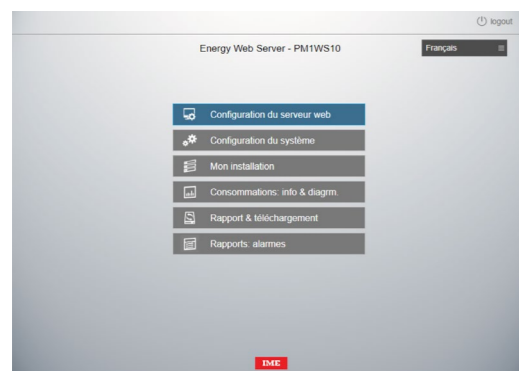 logout
Energy Web Server - PM1WS10
Français
Configuration du serveur web
Configuration du système
Mon installation
Consommations: info & diagrm.
Rapport & téléchargement
Rapports: alarmes
IME